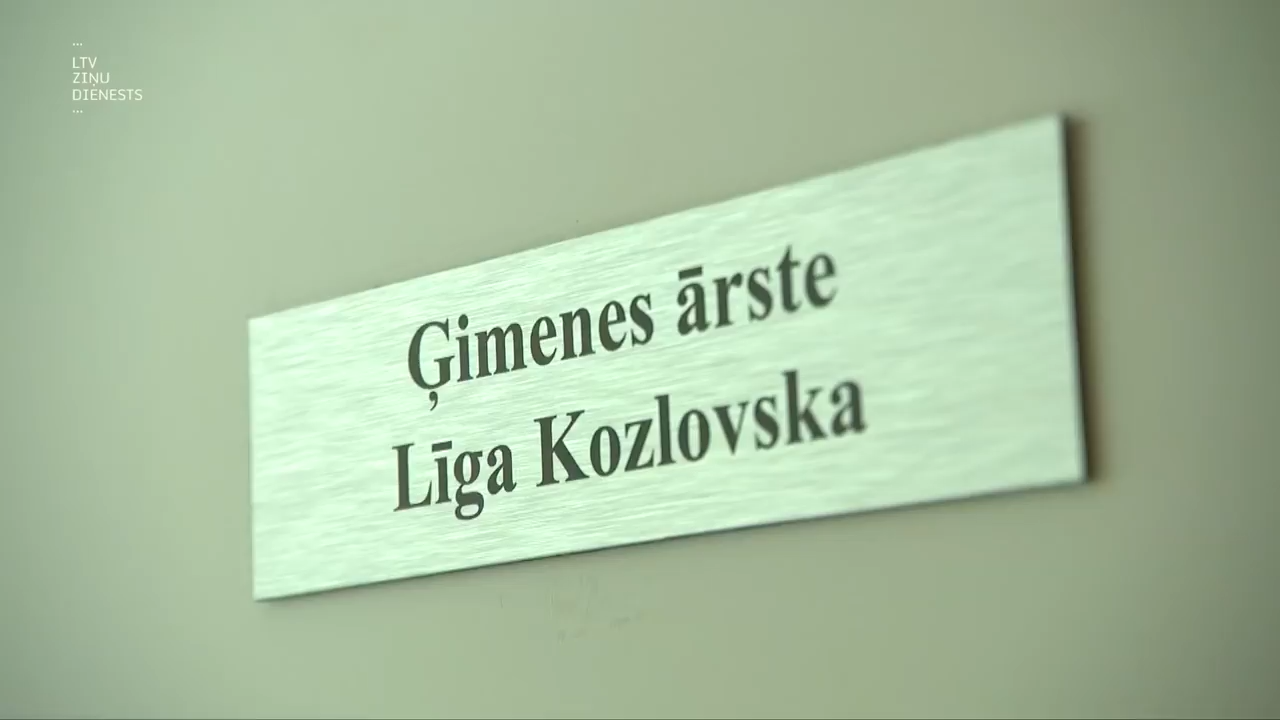 ...
LTV
ZIŅU
DIENESTS
...
Ģimenes ārste
Līga Kozlovska